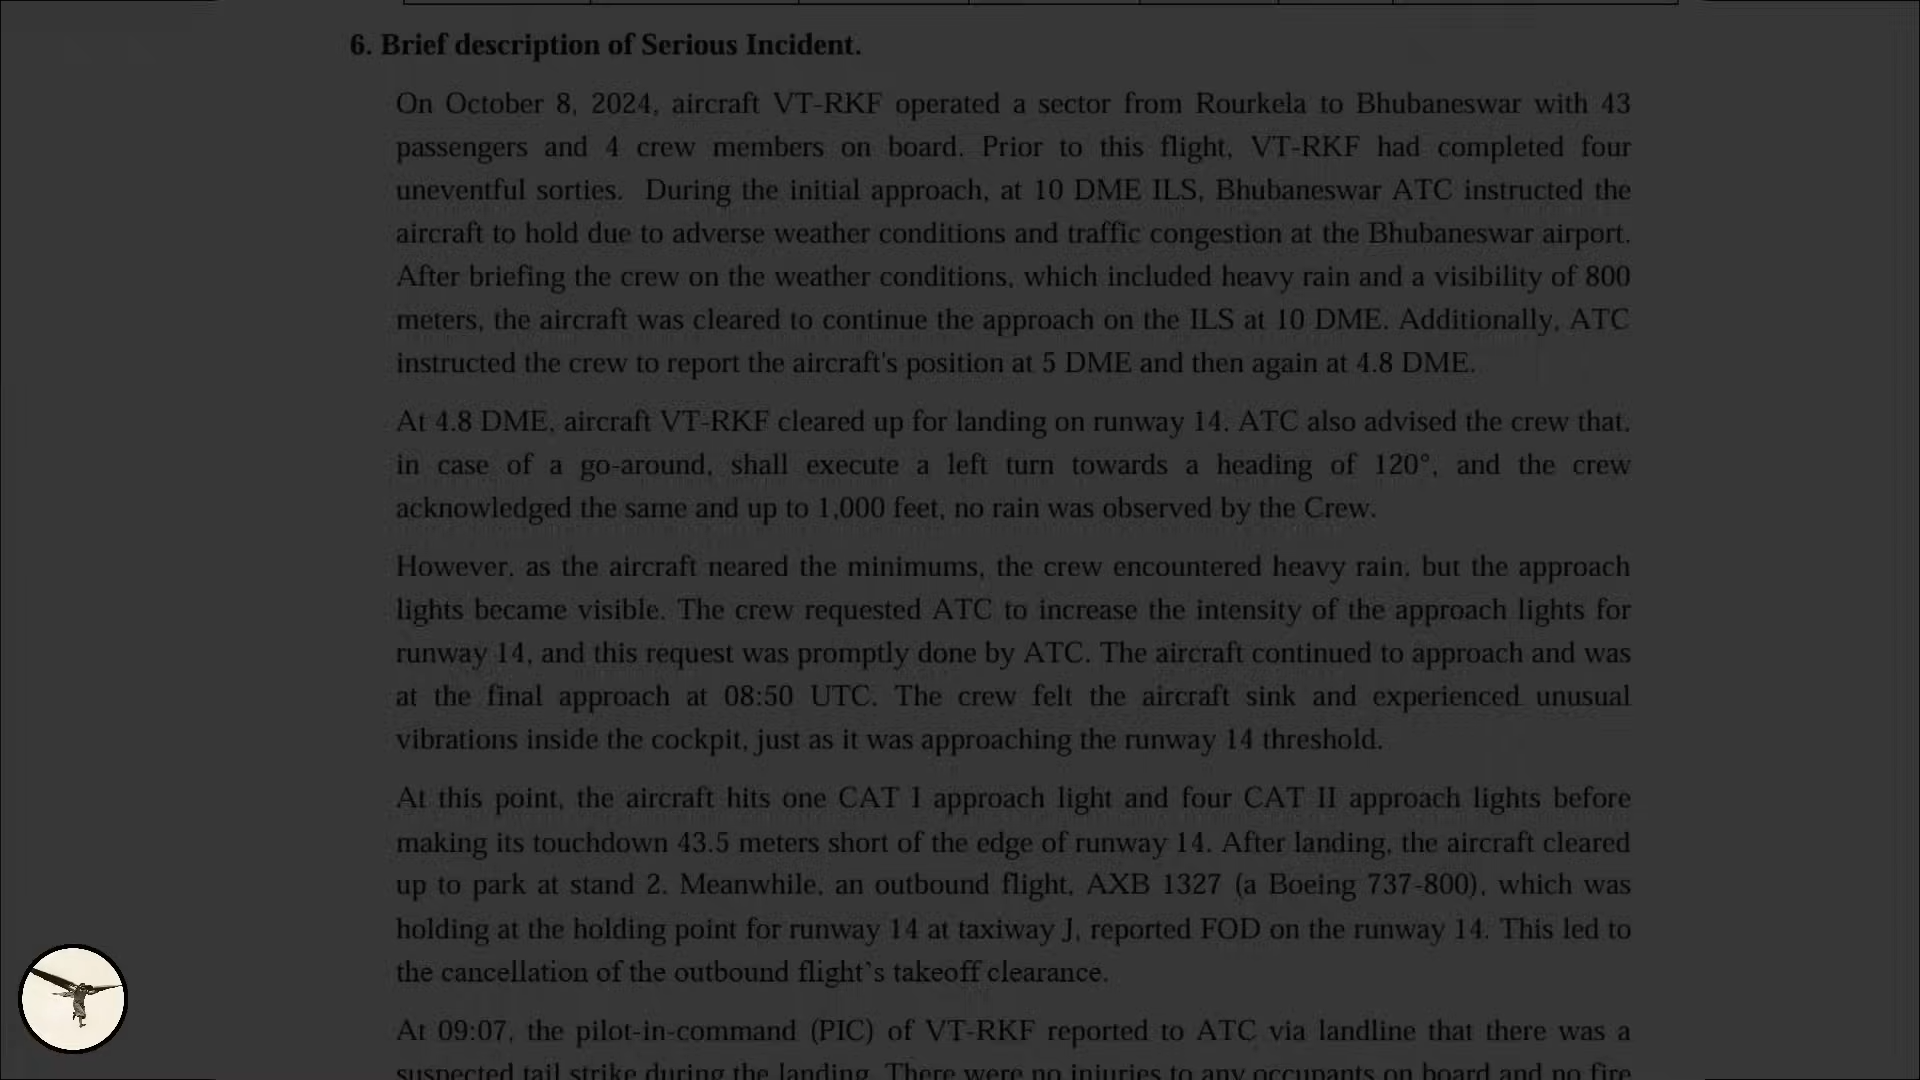 6. Brief description of Serious Incident.
On October 8, 2024, aircraft VT-RKF operated a sector from Rourkela to Bhubaneswar with 43
passengers and 4 crew members on board. Prior to this flight, VT-RKF had completed four
uneventful sorties. During the initial approach, at 10 DME ILS, Bhubaneswar ATC instructed the
aircraft to hold due to adverse weather conditions and traffic congestion at the Bhubaneswar airport.
After briefing the crew on the weather conditions, which included heavy rain and a visibility of 800
meters, the aircraft was cleared to continue the approach on the ILS at 10 DME. Additionally, ATC
instructed the crew to report the aircraft's position at 5 DME and then again at 4.8 DME.
At 4.8 DME, aircraft VT-RKF cleared up for landing on runway 14. ATC also advised the crew that,
in case of a go-around, shall execute a left turn towards a heading of 120°, and the crew
acknowledged the same and up to 1,000 feet, no rain was observed by the Crew.
However, as the aircraft neared the minimums, the crew encountered heavy rain, but the approach
lights became visible. The crew requested ATC to increase the intensity of the approach lights for
runway 14, and this request was promptly done by ATC. The aircraft continued to approach and was
at the final approach at 08:50 UTC. The crew felt the aircraft sink and experienced unusual
vibrations inside the cockpit, just as it was approaching the runway 14 threshold.
At this point, the aircraft hits one CAT I approach light and four CAT II approach lights before
making its touchdown 43.5 meters short of the edge of runway 14. After landing, the aircraft cleared
up to park at stand 2. Meanwhile, an outbound flight, AXB 1327 (a Boeing 737-800), which was
holding at the holding point for runway 14 at taxiway J, reported FOD on the runway 14. This led to
the cancellation of the outbound flight`s takeoff clearance.
At 09:07, the pilot-in-command (PIC) of VT-RKF reported to ATC via landline that there was a
suspected tail strike during the landing. There were no injuries to any occupants on board and no fire